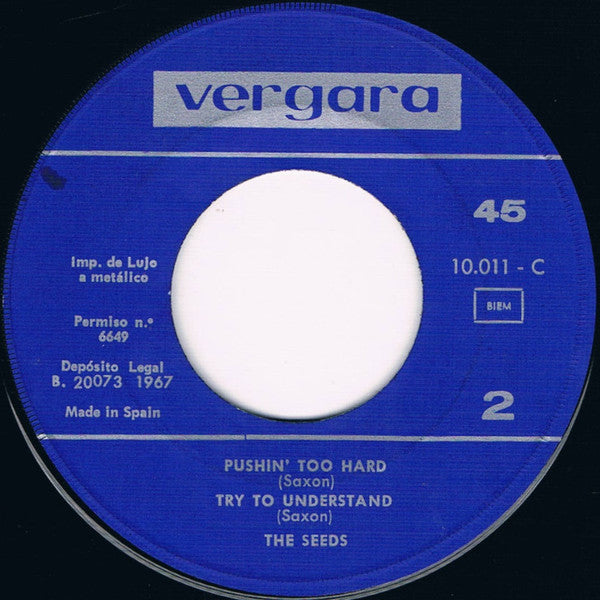 vergara
45
Imp. de Lujo
a metálico
10.011 - C
BIEM
Permiso n.º
6649
Depósito Legal
B. 20073 1967
Made in Spain
2
PUSHIN' TOO HARD
(Saxon)
TRY TO UNDERSTAND
(Saxon)
THE SEEDS